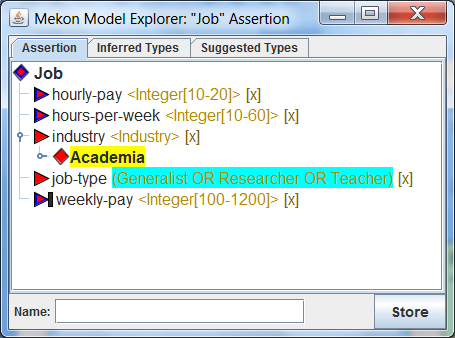 Mekon Model Explorer: "Job" Assertion
Assertion Inferred Types Suggested Types
Job
hourly-pay <Integer[10-20]> [x]
hours-per-week <Integer[10-60]> [x]
industry <Industry> [x]
Academia
job-type (Generalist OR Researcher OR Teacher) [x]
weekly-pay <Integer[100-1200]> [x]
Name: Store